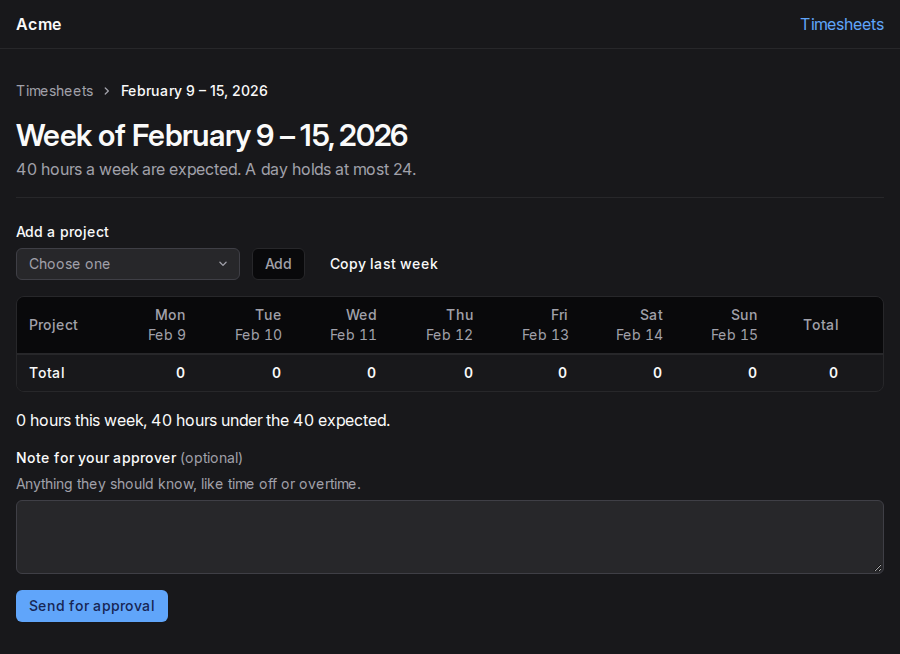 Acme Timesheets
Timesheets > February 9 – 15, 2026
Week of February 9 – 15, 2026
40 hours a week are expected. A day holds at most 24.
Add a project
Choose one Add Copy last week
Project Mon Feb 9 Tue Feb 10 Wed Feb 11 Thu Feb 12 Fri Feb 13 Sat Feb 14 Sun Feb 15 Total
Total 0 0 0 0 0 0 0 0
0 hours this week, 40 hours under the 40 expected.
Note for your approver (optional)
Anything they should know, like time off or overtime.
Send for approval